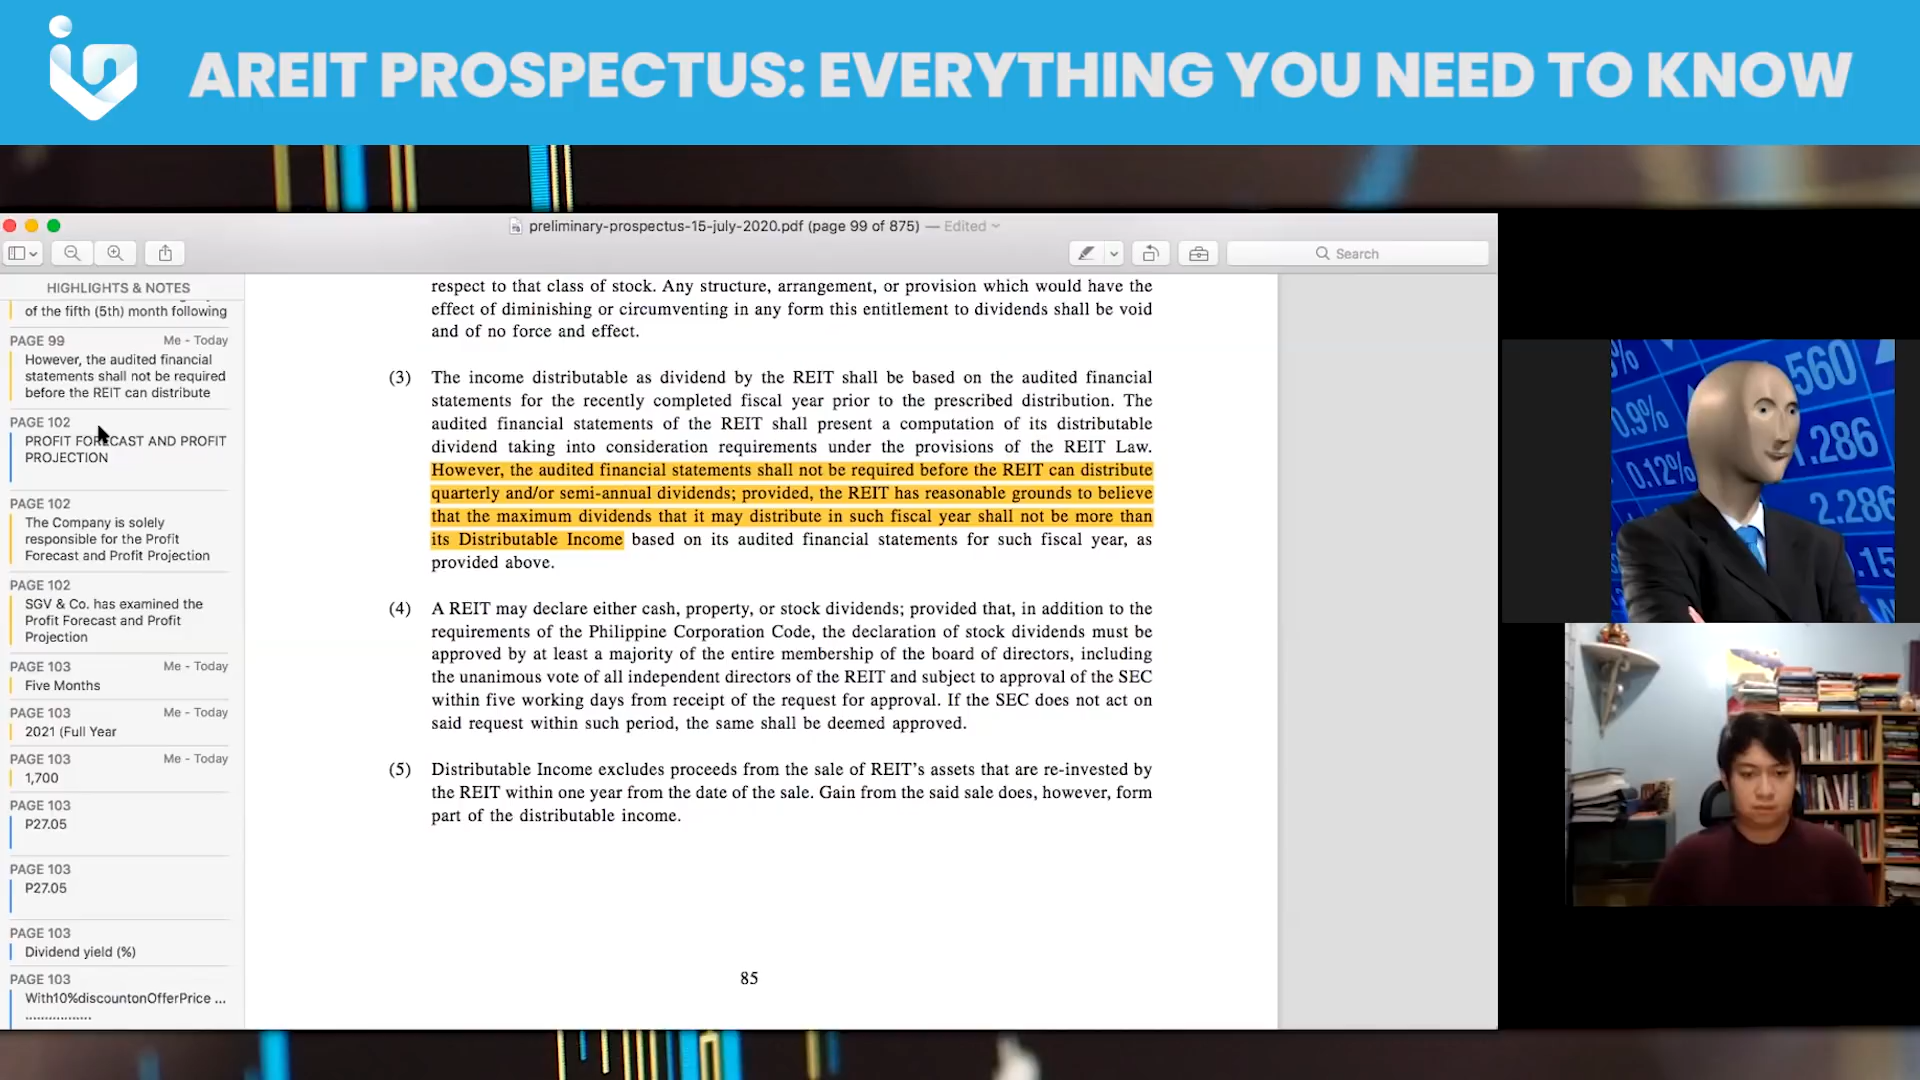 AREIT PROSPECTUS: EVERYTHING YOU NEED TO KNOW
preliminary-prospectus-15-july-2020.pdf (page 99 of 875) — Edited
Search
HIGHLIGHTS & NOTES
of the fifth (5th) month following
PAGE 99 Me - Today
However, the audited financial
statements shall not be required
before the REIT can distribute
PAGE 102
PROFIT FORECAST AND PROFIT
PROJECTION
PAGE 102
The Company is solely
responsible for the Profit
Forecast and Profit Projection
PAGE 102
SGV & Co. has examined the
Profit Forecast and Profit
Projection
PAGE 103 Me - Today
Five Months
PAGE 103 Me - Today
2021 (Full Year
PAGE 103 Me - Today
1,700
PAGE 103
P27.05
PAGE 103
P27.05
PAGE 103
Dividend yield (%)
PAGE 103
With10%discountonOfferPrice ...
.................
respect to that class of stock. Any structure, arrangement, or provision which would have the
effect of diminishing or circumventing in any form this entitlement to dividends shall be void
and of no force and effect.
(3) The income distributable as dividend by the REIT shall be based on the audited financial
statements for the recently completed fiscal year prior to the prescribed distribution. The
audited financial statements of the REIT shall present a computation of its distributable
dividend taking into consideration requirements under the provisions of the REIT Law.
However, the audited financial statements shall not be required before the REIT can distribute
quarterly and/or semi-annual dividends; provided, the REIT has reasonable grounds to believe
that the maximum dividends that it may distribute in such fiscal year shall not be more than
its Distributable Income based on its audited financial statements for such fiscal year, as
provided above.
(4) A REIT may declare either cash, property, or stock dividends; provided that, in addition to the
requirements of the Philippine Corporation Code, the declaration of stock dividends must be
approved by at least a majority of the entire membership of the board of directors, including
the unanimous vote of all independent directors of the REIT and subject to approval of the SEC
within five working days from receipt of the request for approval. If the SEC does not act on
said request within such period, the same shall be deemed approved.
(5) Distributable Income excludes proceeds from the sale of REIT’s assets that are re-invested by
the REIT within one year from the date of the sale. Gain from the said sale does, however, form
part of the distributable income.
85
560
0.9%
1.286
0.12%
2.286
.15